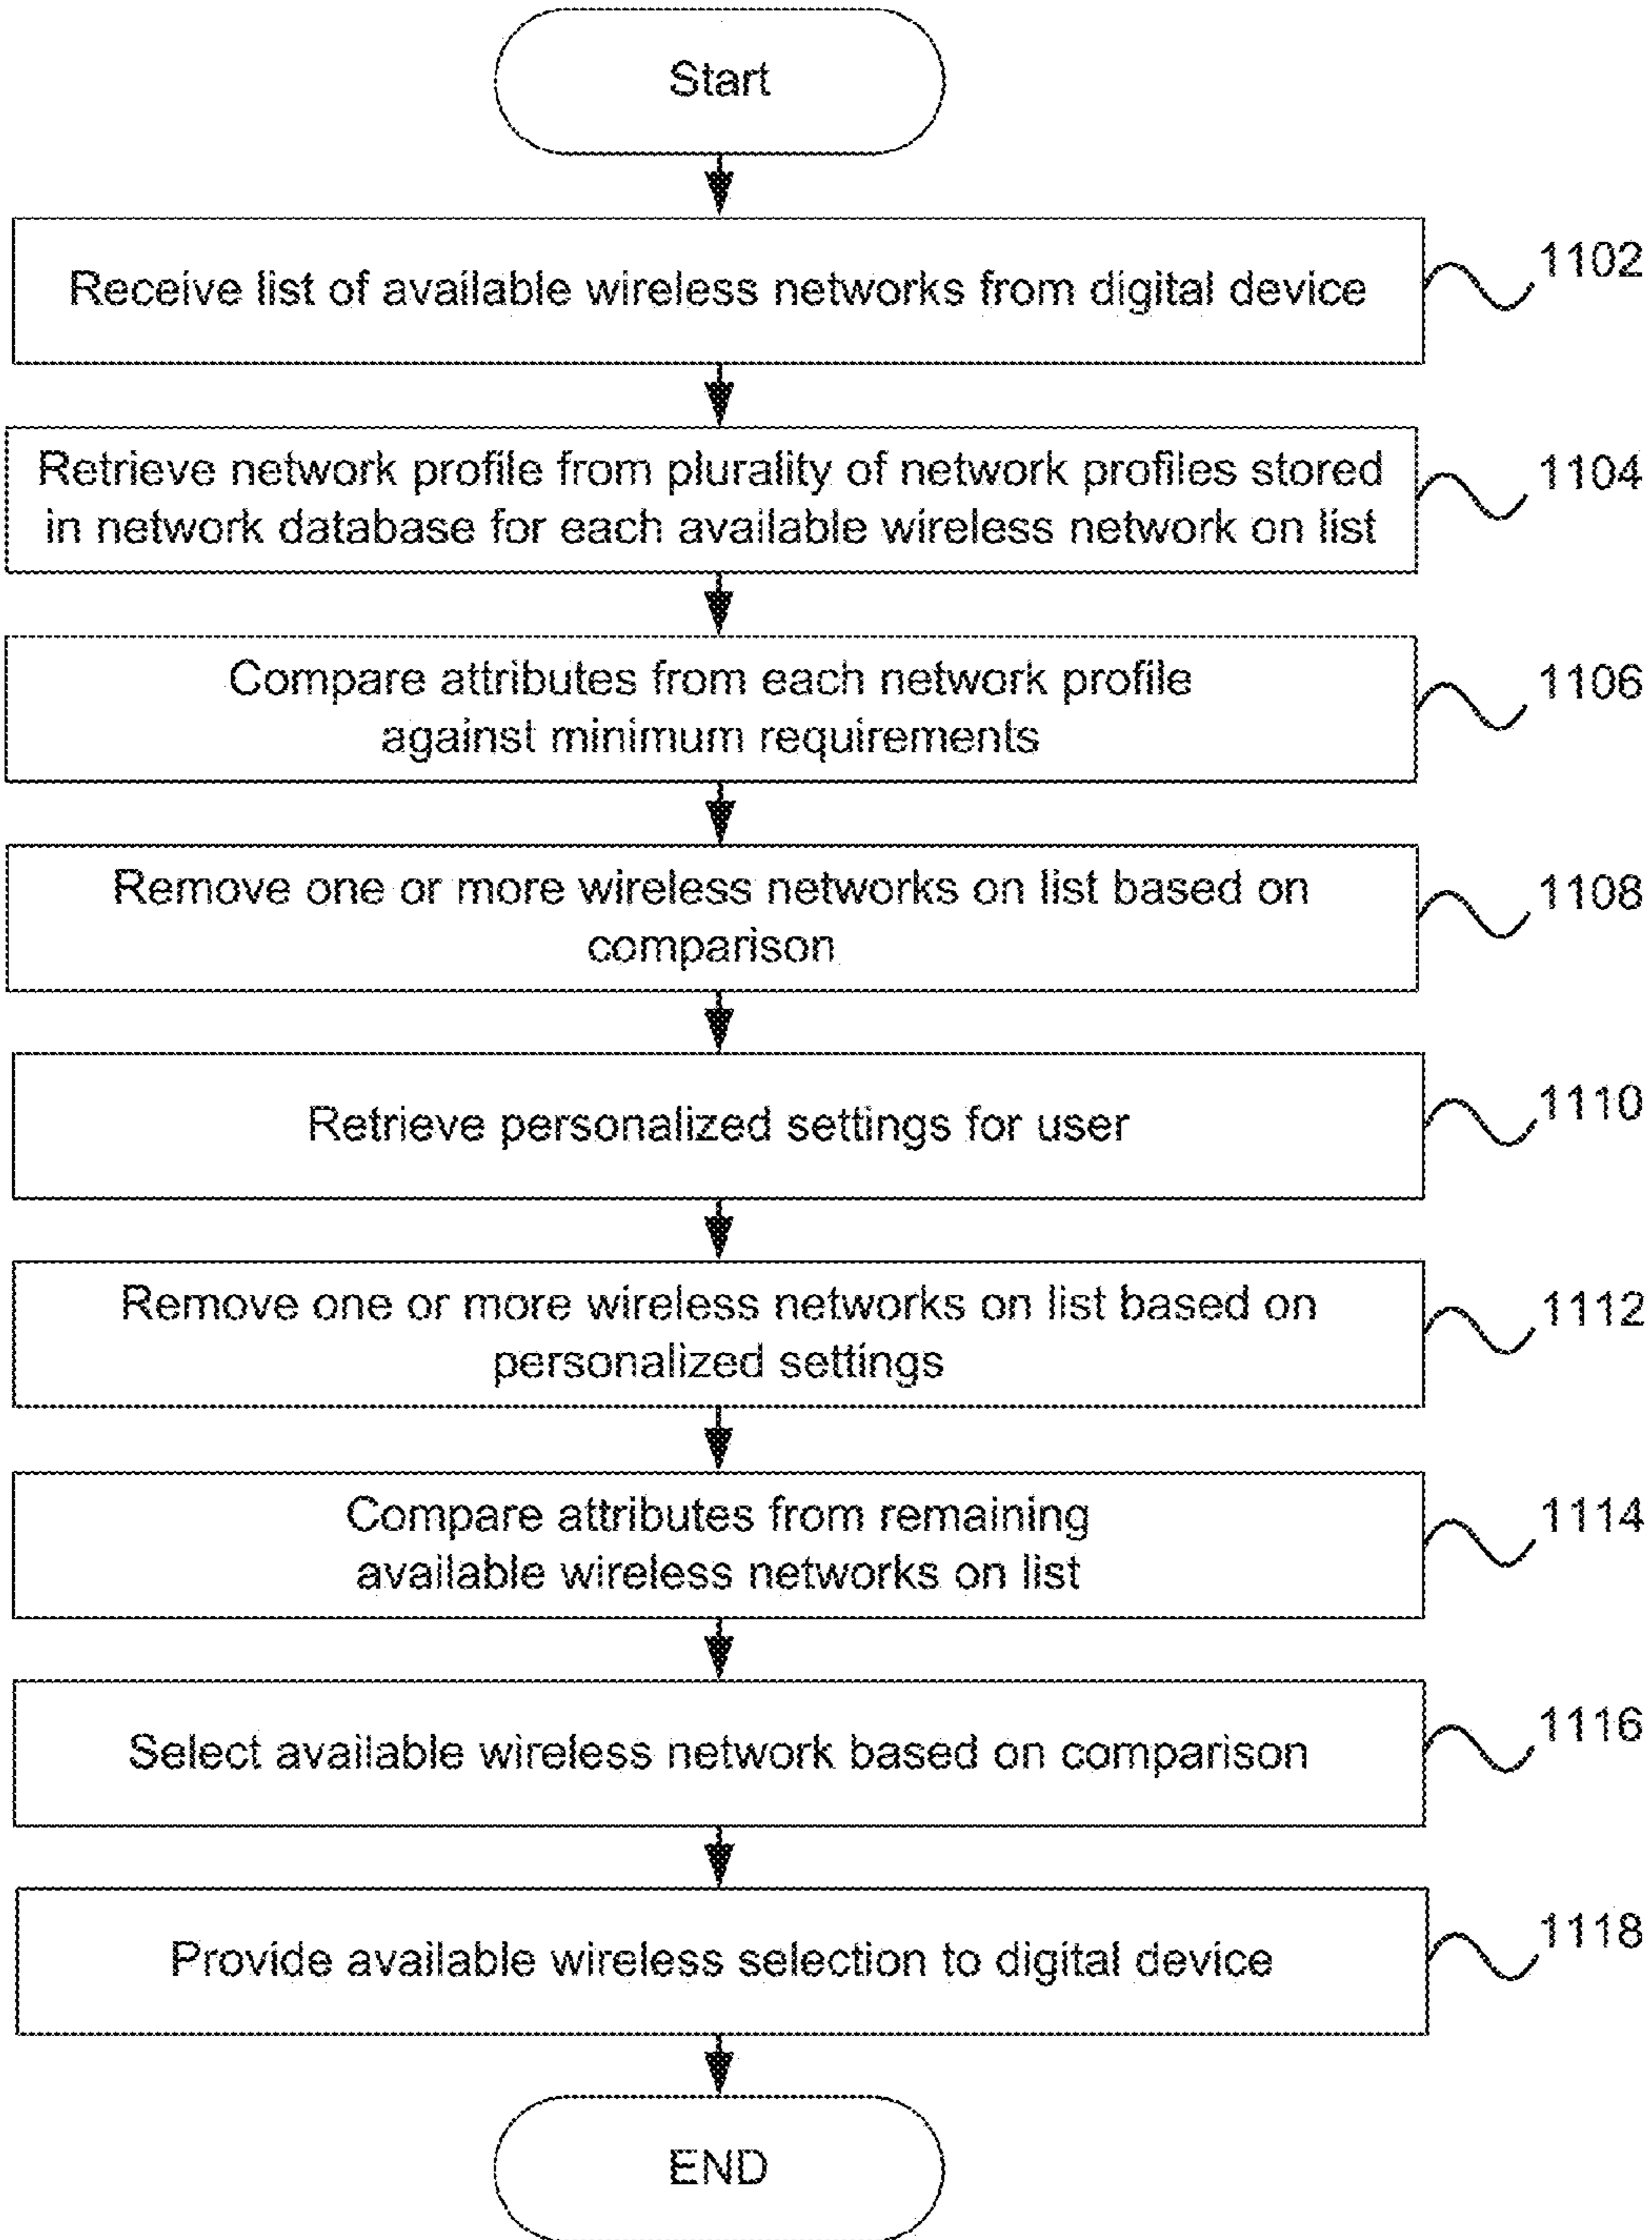 Start
Receive list of available wireless networks from digital device
1102
Retrieve network profile from plurality of network profiles stored
in network database for each available wireless network on list
1104
Compare attributes from each network profile
against minimum requirements
1106
Remove one or more wireless networks on list based on
comparison
1108
Retrieve personalized settings for user
1110
Remove one or more wireless networks on list based on
personalized settings
1112
Compare attributes from remaining
available wireless networks on list
1114
Select available wireless network based on comparison
1116
Provide available wireless selection to digital device
1118
END